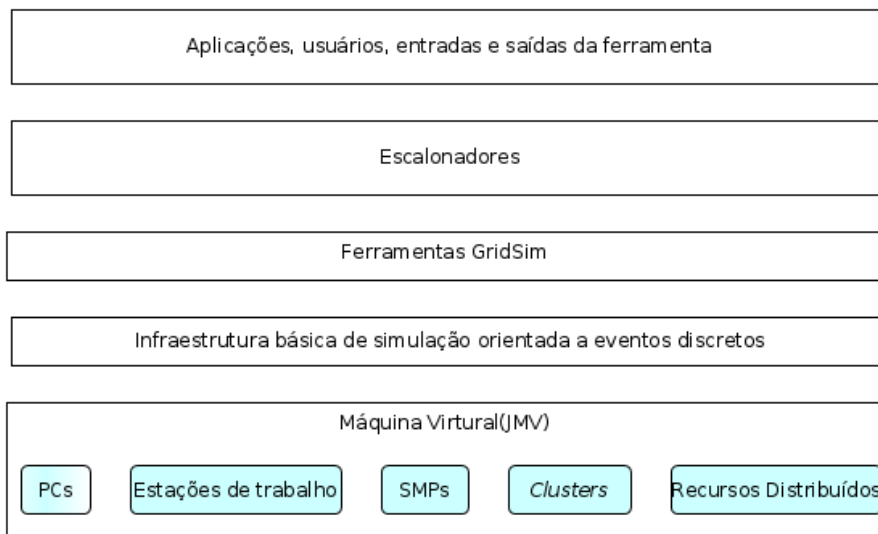 Aplicações, usuários, entradas e saídas da ferramenta
Escalonadores
Ferramentas GridSim
Infraestrutura básica de simulação orientada a eventos discretos
Máquina Virtural(JMV)
PCs Estações de trabalho SMPs Clusters Recursos Distribuídos